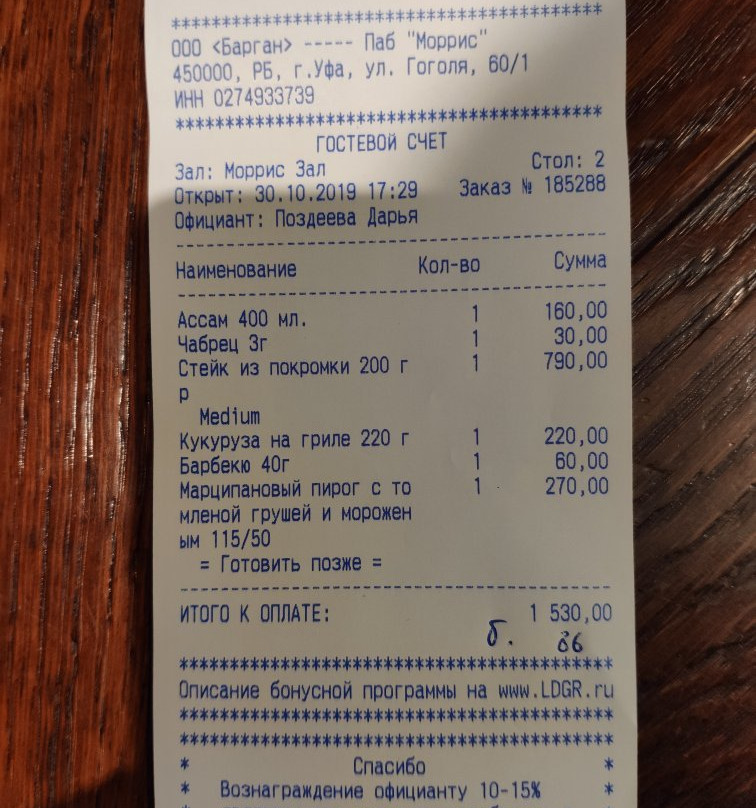 ******************************************
ООО <Барган> ----- Паб "Моррис"
450000, РБ, г.Уфа, ул. Гоголя, 60/1
ИНН 0274933739
******************************************
ГОСТЕВОЙ СЧЕТ
Зал: Моррис Зал Стол: 2
Открыт: 30.10.2019 17:29 Заказ № 185288
Официант: Поздеева Дарья
------------------------------------------
Наименование Кол-во Сумма
------------------------------------------
Ассам 400 мл. 1 160,00
Чабрец 3г 1 30,00
Стейк из покромки 200 г 1 790,00
р
Medium
Кукуруза на гриле 220 г 1 220,00
Барбекю 40г 1 60,00
Марципановый пирог с то 1 270,00
мленой грушей и морожен
ым 115/50
= Готовить позже =
------------------------------------------
ИТОГО К ОПЛАТЕ: 1 530,00
б. 86
******************************************
Описание бонусной программы на www.LDGR.ru
******************************************
******************************************
* Спасибо *
* Вознаграждение официанту 10-15% *